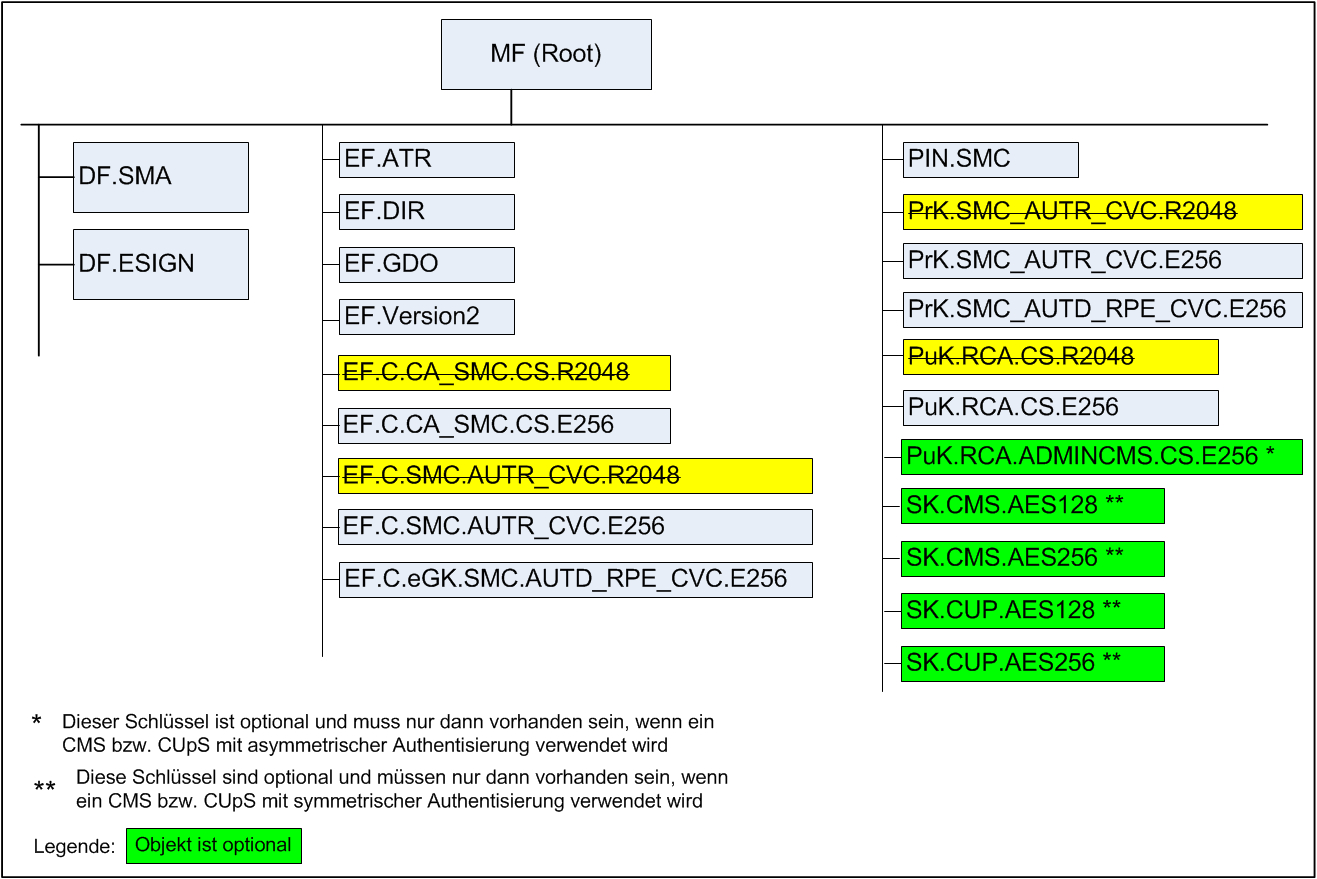 MF (Root)
DF.SMA
DF.ESIGN
EF.ATR
EF.DIR
EF.GDO
EF.Version2
EF.C.CA_SMC.CS.R2048
EF.C.CA_SMC.CS.E256
EF.C.SMC.AUTR_CVC.R2048
EF.C.SMC.AUTR_CVC.E256
EF.C.eGK.SMC.AUTD_RPE_CVC.E256
PIN.SMC
PrK.SMC_AUTR_CVC.R2048
PrK.SMC_AUTR_CVC.E256
PrK.SMC_AUTD_RPE_CVC.E256
PuK.RCA.CS.R2048
PuK.RCA.CS.E256
PuK.RCA.ADMINCMS.CS.E256 *
SK.CMS.AES128 **
SK.CMS.AES256 **
SK.CUP.AES128 **
SK.CUP.AES256 **
* Dieser Schlüssel ist optional und muss nur dann vorhanden sein, wenn ein
CMS bzw. CUpS mit asymmetrischer Authentisierung verwendet wird
** Diese Schlüssel sind optional und müssen nur dann vorhanden sein, wenn
ein CMS bzw. CUpS mit symmetrischer Authentisierung verwendet wird
Legende: Objekt ist optional